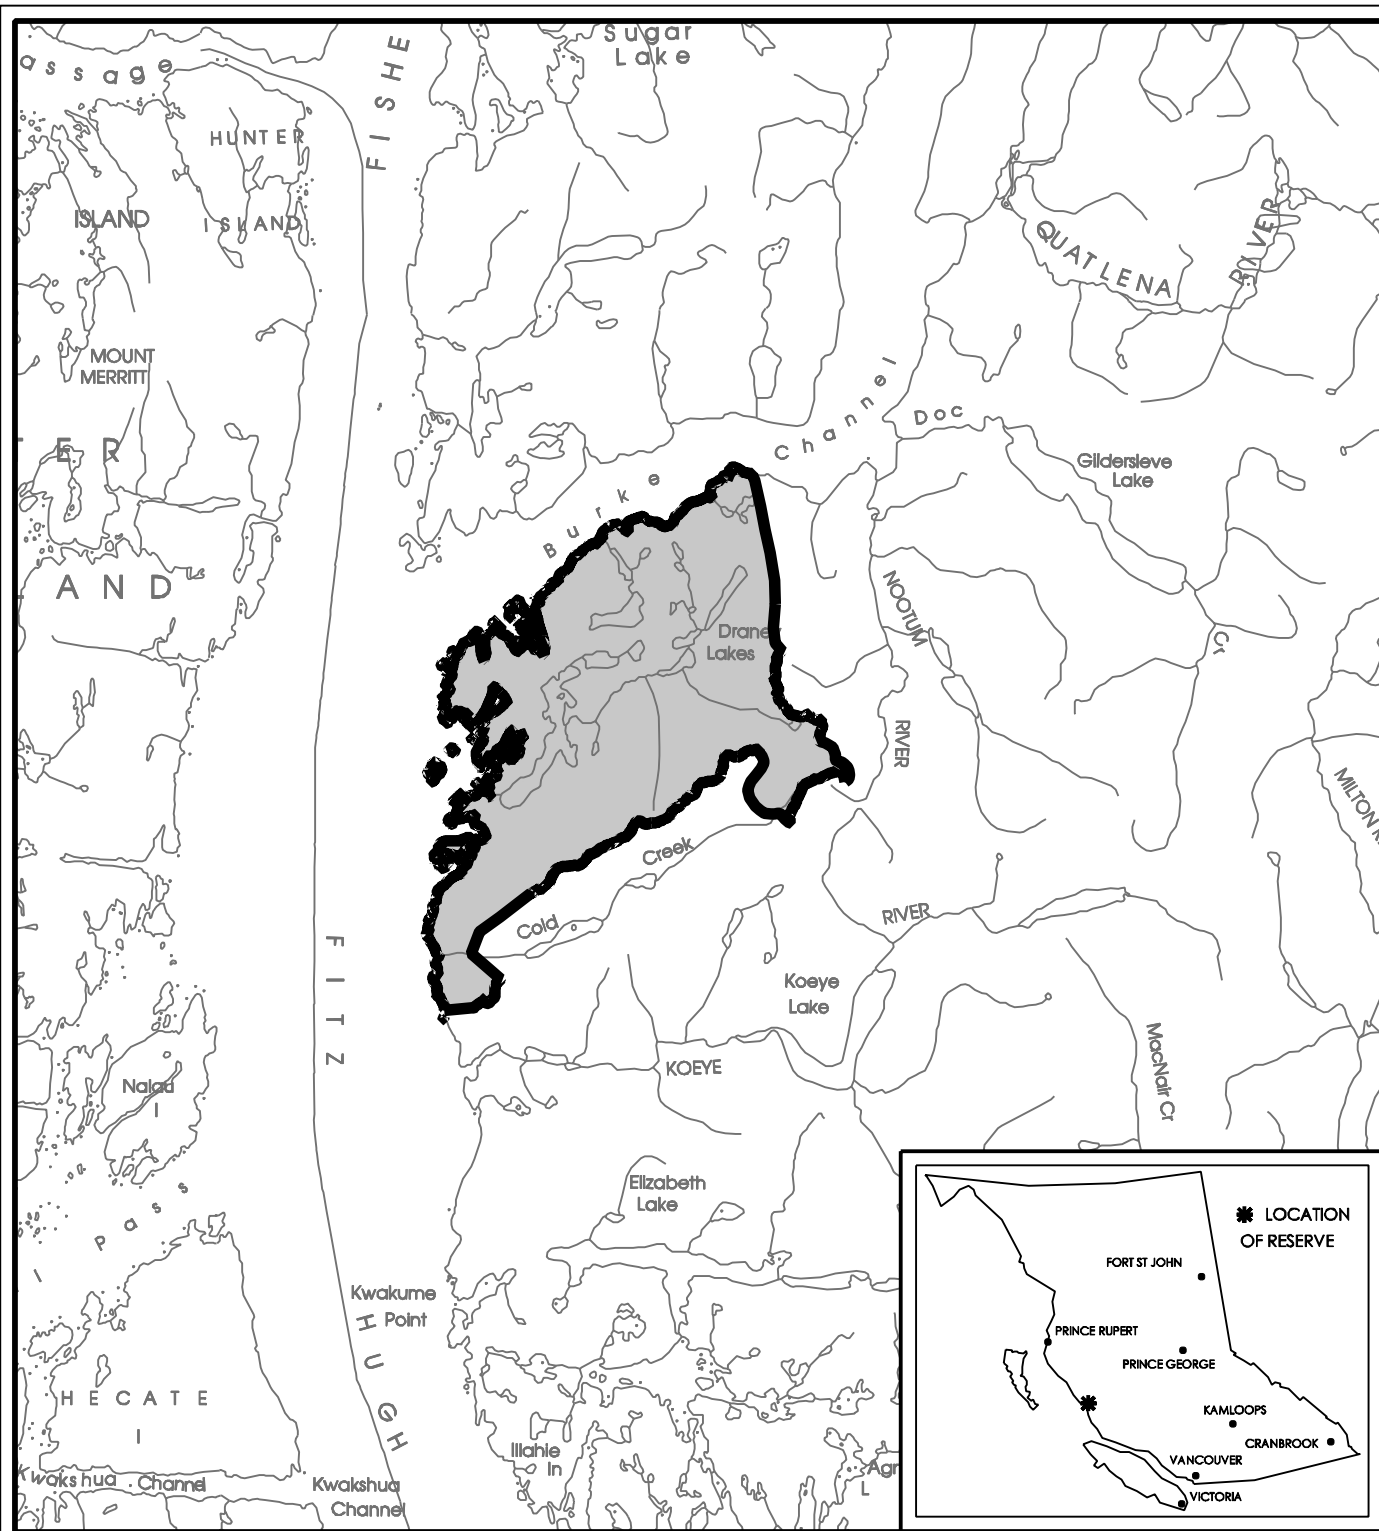 assage
FISHE
Sugar
Lake
HUNTER
ISLAND
ISLAND
QUATLENA
RIVER
MOUNT
MERRITT
Channel
Doc
TER
Gildersleve
Lake
Burke
AND
NOOTUM
Draney
Lakes
Cr
RIVER
MILTON
Creek
Cold
RIVER
FITZ
Koeye
Lake
KOEYE
MacNair Cr
Nalau
I
Pass
Elizabeth
Lake
Kwakume
Point
HUGH
HECATE
I
Illahie
In
Kwakshua Channel
Kwakshua
Channel
Agr
L
LOCATION
OF RESERVE
FORT ST JOHN
PRINCE RUPERT
PRINCE GEORGE
KAMLOOPS
CRANBROOK
VANCOUVER
VICTORIA